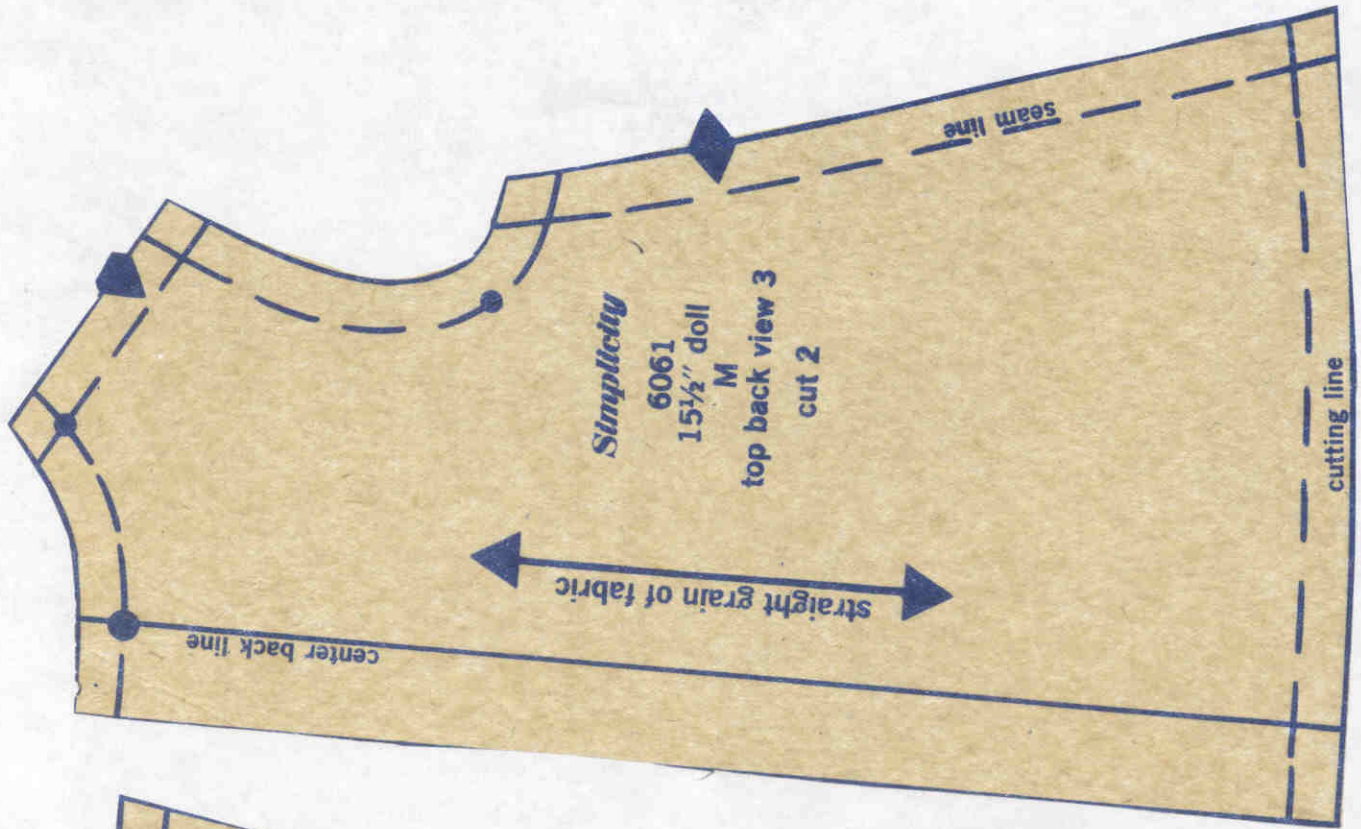 Simplicity
6061
15½" doll
M
top back view 3
cut 2
straight grain of fabric
center back line
seam line
cutting line